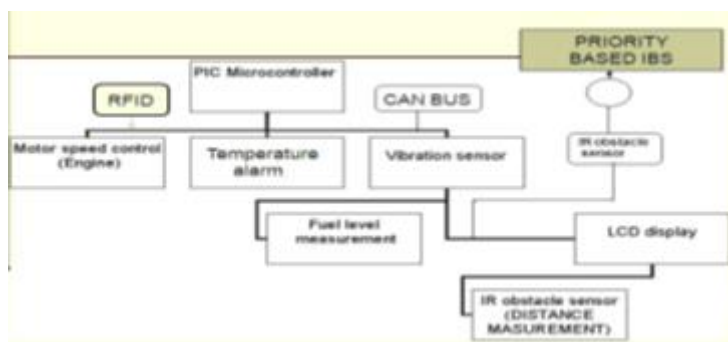 PRIORITY
BASED IBS
PIC Microcontroller
RFID
CAN BUS
IR obstacle
sensor
Motor speed control
(Engine)
Temperature
alarm
Vibration sensor
Fuel level
measurement
LCD display
IR obstacle sensor
(DISTANCE
MASUREMENT)